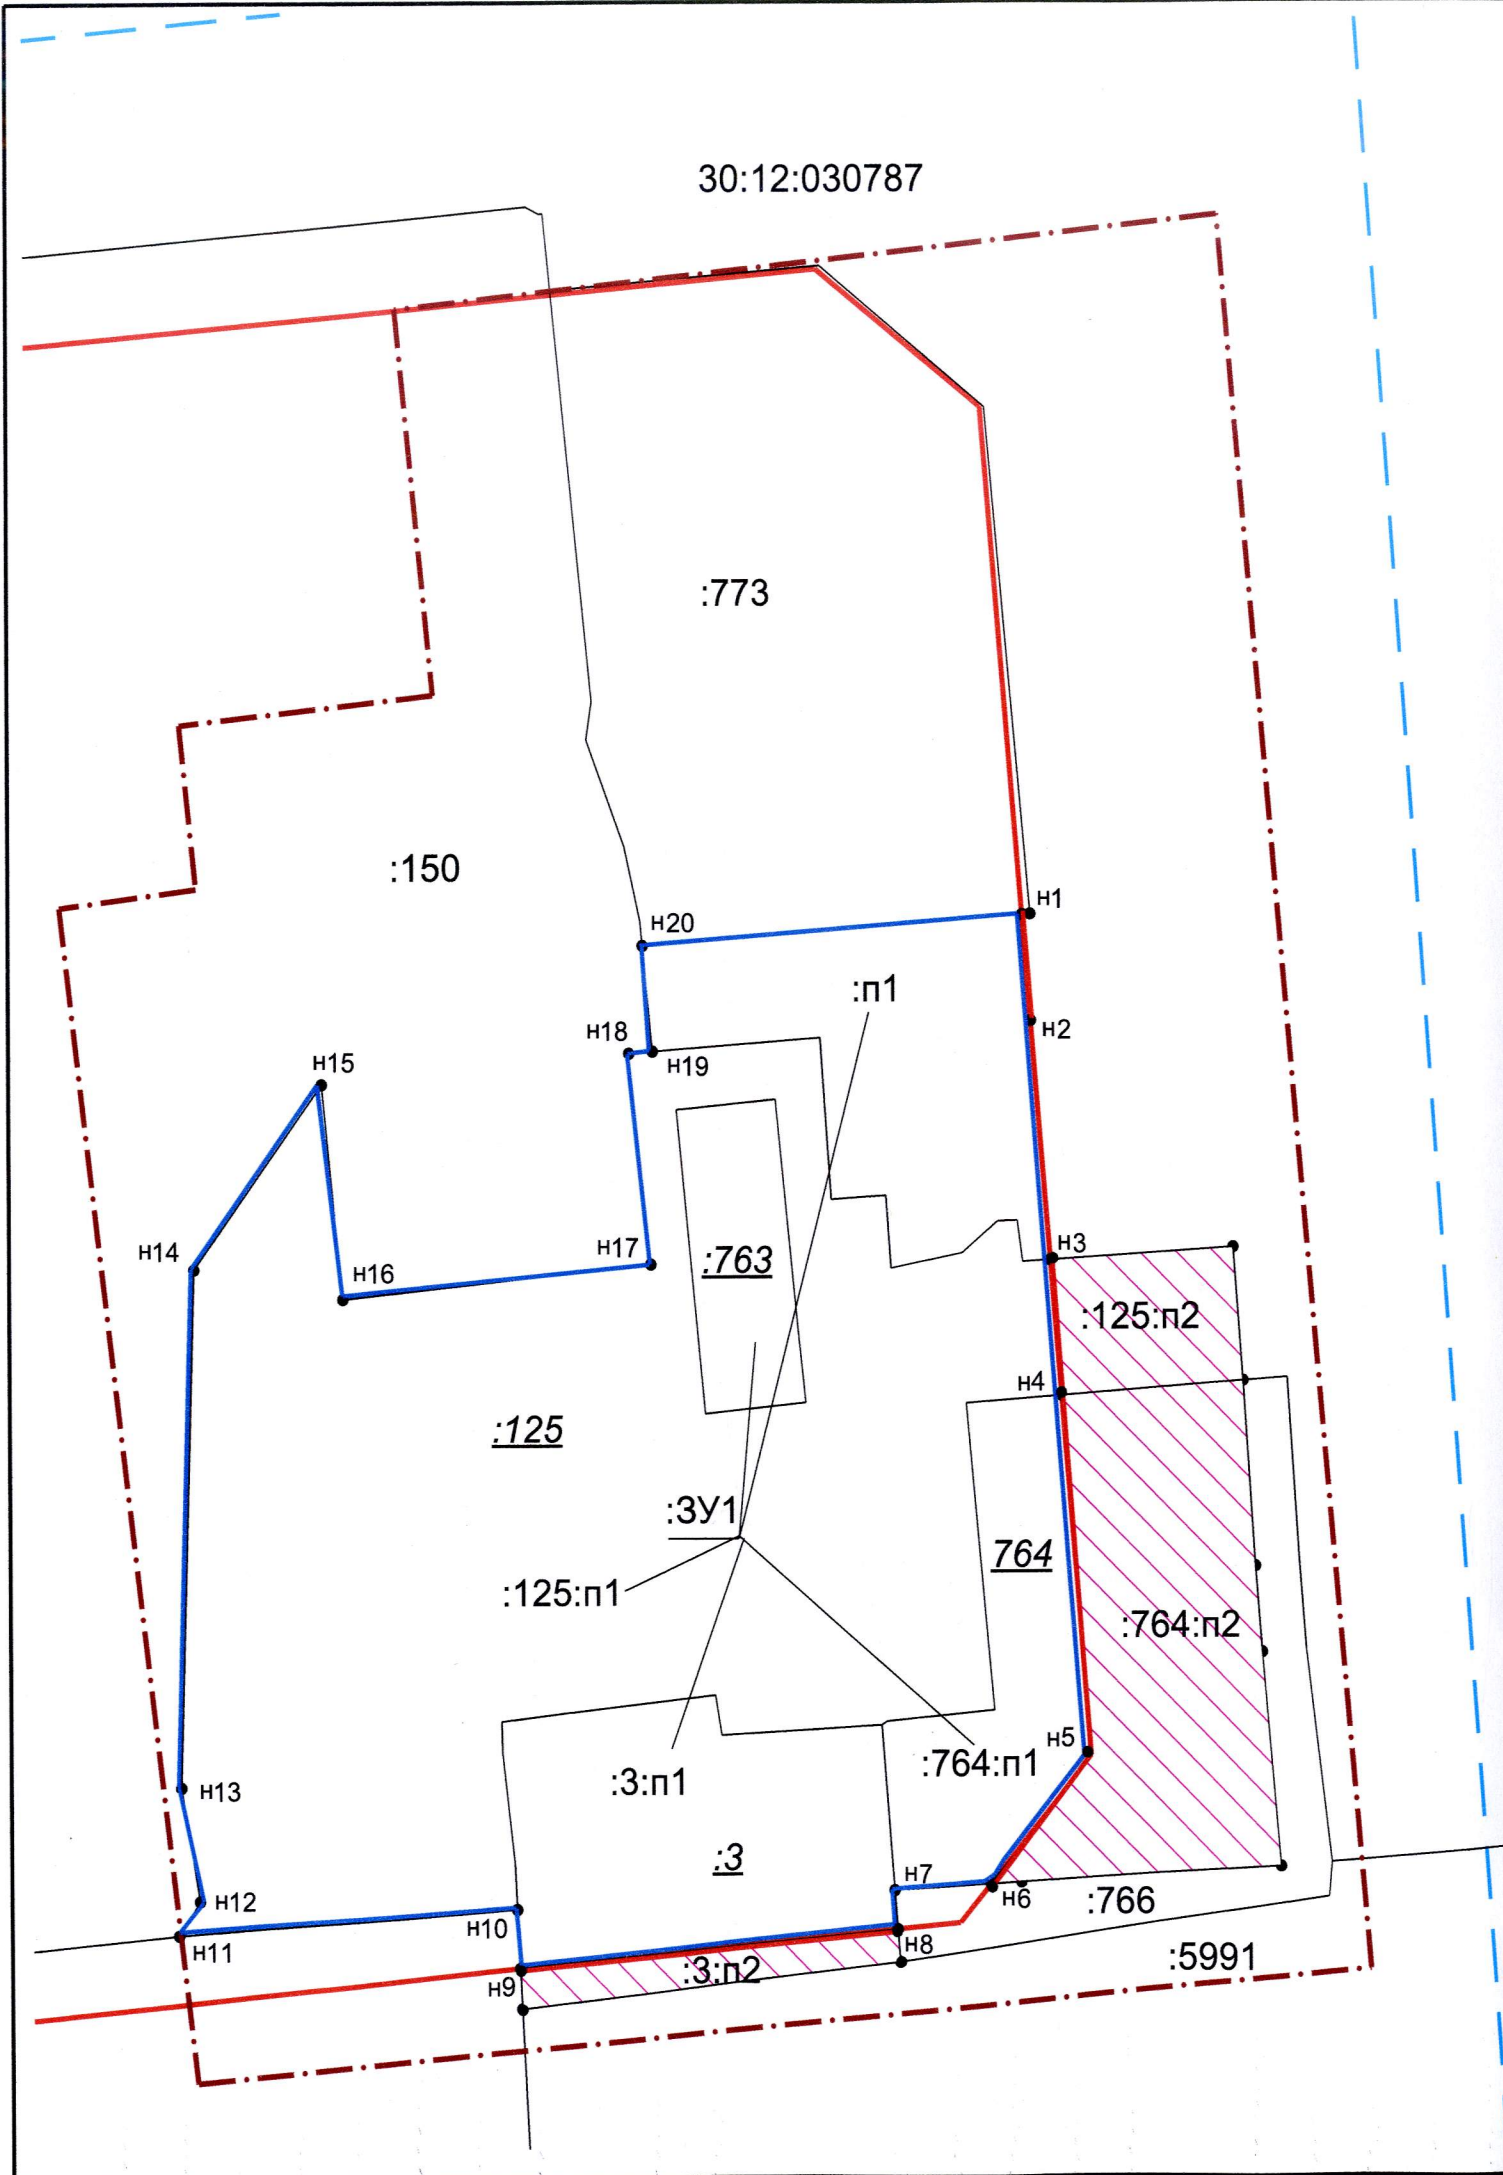 30:12:030787
:773
:150
н1
н20
:п1
н2
н18
н19
н15
н3
н14
н17
:763
н16
:125:п2
н4
:125
:ЗУ1
764
:125:п1
:764:п2
н5
:764:п1
:3:п1
н13
:3
н7
н12
н6
:766
н10
н11
н8
:5991
:3:п2
н9